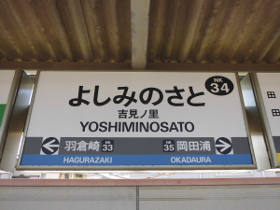 NK
34
よしみのさと
吉見ノ里
YOSHIMINOSATO
羽倉崎 NK 33
NK 35 岡田浦
HAGURAZAKI
OKADAURA
田